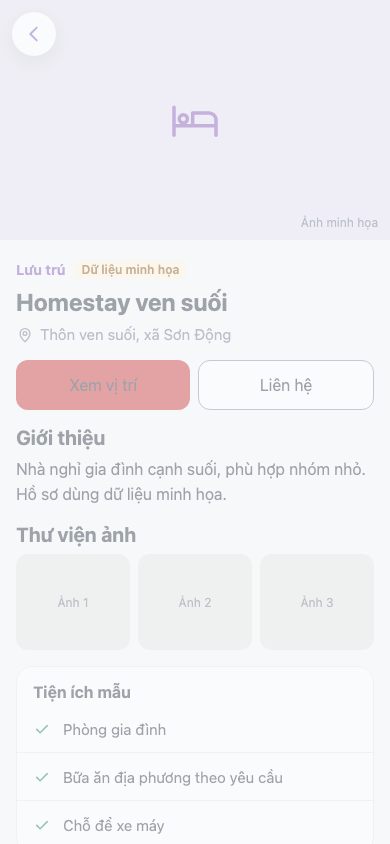 Ảnh minh họa
Lưu trú
Dữ liệu minh họa
Homestay ven suối
Thôn ven suối, xã Sơn Động
Xem vị trí
Liên hệ
Giới thiệu
Nhà nghỉ gia đình cạnh suối, phù hợp nhóm nhỏ.
Hồ sơ dùng dữ liệu minh họa.
Thư viện ảnh
Ảnh 1
Ảnh 2
Ảnh 3
Tiện ích mẫu
Phòng gia đình
Bữa ăn địa phương theo yêu cầu
Chỗ để xe máy